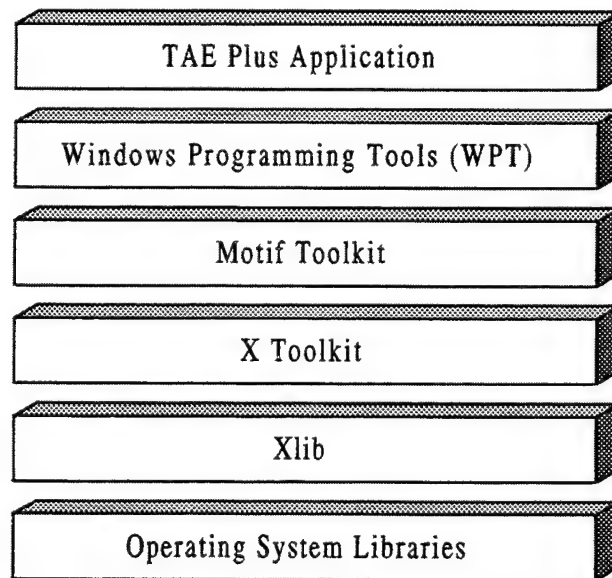 TAE Plus Application
Windows Programming Tools (WPT)
Motif Toolkit
X Toolkit
Xlib
Operating System Libraries